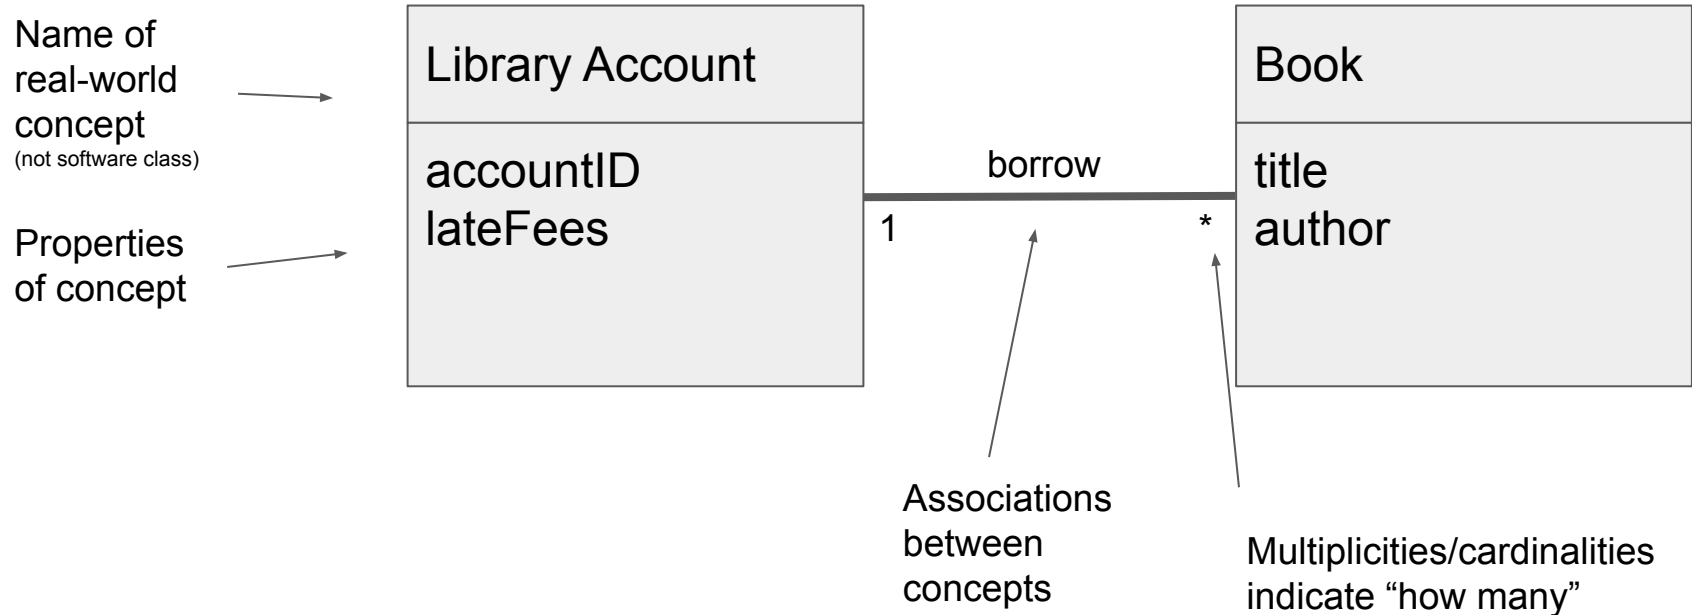 Name of
real-world
concept
(not software class)
Properties
of concept
Library Account
accountID
lateFees
borrow
1
*
Book
title
author
Associations
between
concepts
Multiplicities/cardinalities
indicate “how many”